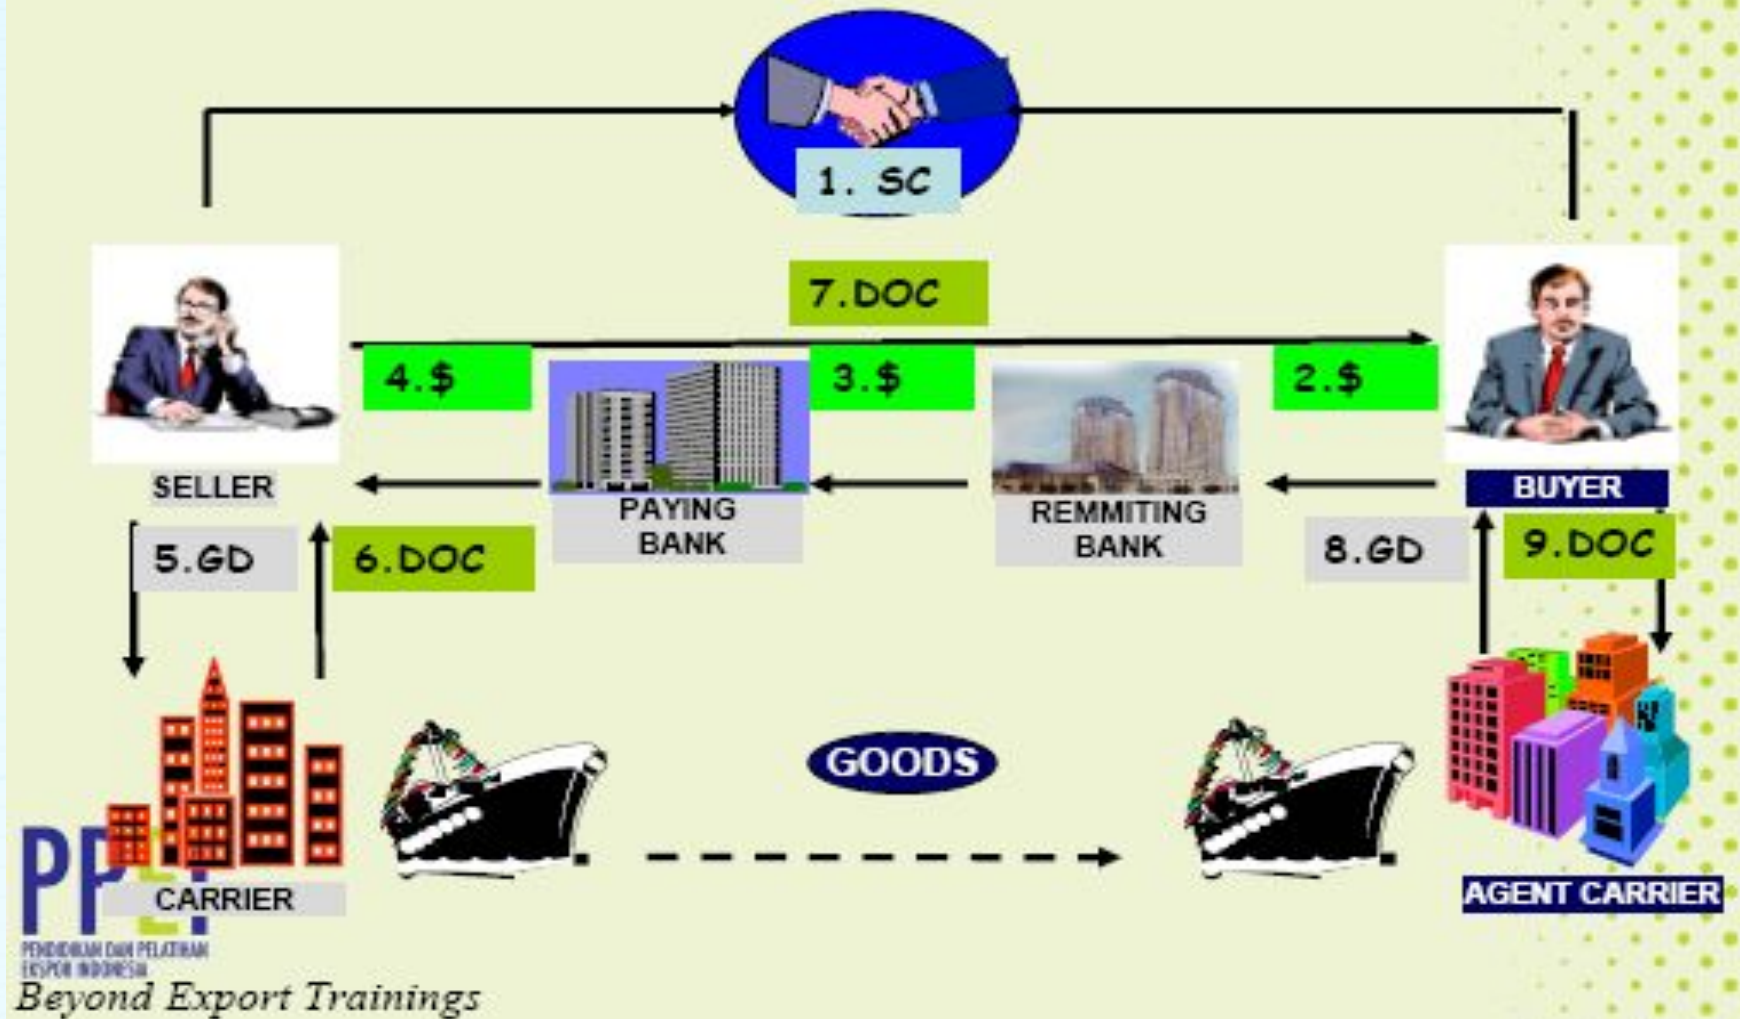 1. SC
7.DOC
4.$
3.$
2.$
SELLER
PAYING
BANK
REMMITING
BANK
BUYER
5.GD
6.DOC
8.GD
9.DOC
GOODS
CARRIER
AGENT CARRIER
PPEI
PENDIDIKAN DAN PELATIHAN
EKSPOR INDONESIA
Beyond Export Trainings